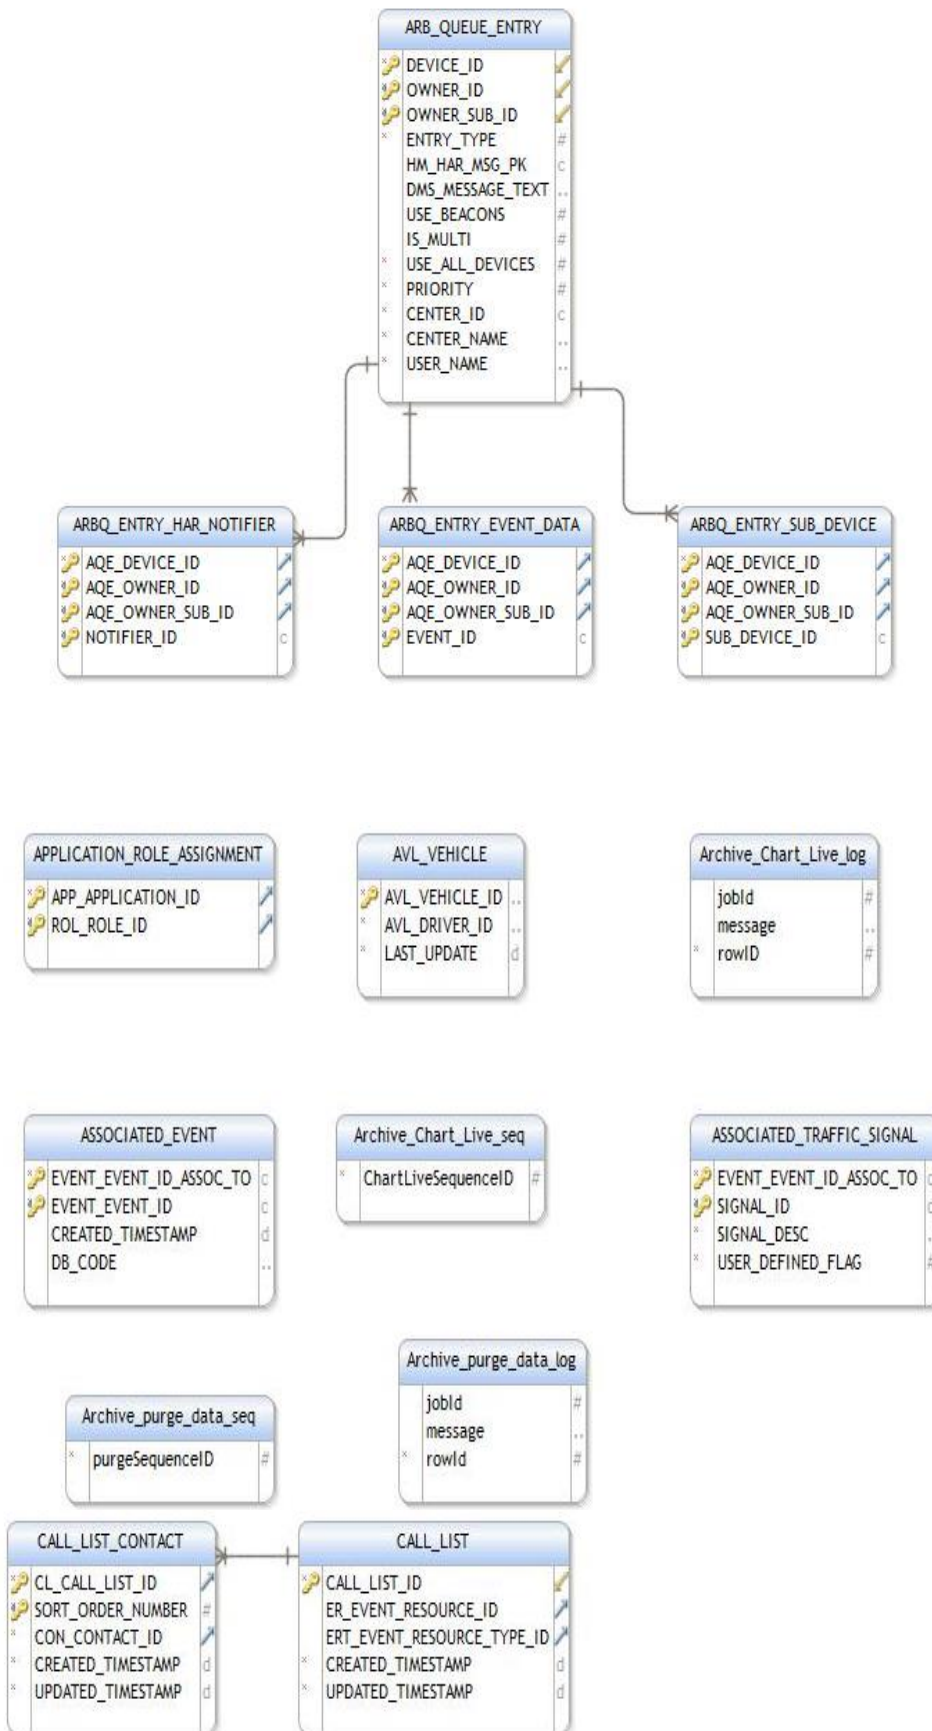 ARB_QUEUE_ENTRY
DEVICE_ID
OWNER_ID
OWNER_SUB_ID
ENTRY_TYPE #
HM_HAR_MSG_PK c
DMS_MESSAGE_TEXT ..
USE_BEACONS #
IS_MULTI #
* USE_ALL_DEVICES #
* PRIORITY #
* CENTER_ID c
* CENTER_NAME ..
* USER_NAME ..
ARBQ_ENTRY_HAR_NOTIFIER
AQE_DEVICE_ID
AQE_OWNER_ID
AQE_OWNER_SUB_ID
NOTIFIER_ID c
ARBQ_ENTRY_EVENT_DATA
AQE_DEVICE_ID
AQE_OWNER_ID
AQE_OWNER_SUB_ID
EVENT_ID c
ARBQ_ENTRY_SUB_DEVICE
AQE_DEVICE_ID
AQE_OWNER_ID
AQE_OWNER_SUB_ID
SUB_DEVICE_ID c
APPLICATION_ROLE_ASSIGNMENT
APP_APPLICATION_ID
ROL_ROLE_ID
AVL_VEHICLE
AVL_VEHICLE_ID ..
* AVL_DRIVER_ID ..
* LAST_UPDATE d
Archive_Chart_Live_log
jobId #
message ..
* rowID #
ASSOCIATED_EVENT
EVENT_EVENT_ID_ASSOC_TO c
EVENT_EVENT_ID c
CREATED_TIMESTAMP d
DB_CODE ..
Archive_Chart_Live_seq
* ChartLiveSequenceID #
ASSOCIATED_TRAFFIC_SIGNAL
EVENT_EVENT_ID_ASSOC_TO
SIGNAL_ID
* SIGNAL_DESC
* USER_DEFINED_FLAG
Archive_purge_data_seq
* purgeSequenceID #
Archive_purge_data_log
jobId #
message ..
* rowId #
CALL_LIST_CONTACT
CL_CALL_LIST_ID
SORT_ORDER_NUMBER #
* CON_CONTACT_ID
* CREATED_TIMESTAMP d
* UPDATED_TIMESTAMP d
CALL_LIST
CALL_LIST_ID
ER_EVENT_RESOURCE_ID
ERT_EVENT_RESOURCE_TYPE_ID
* CREATED_TIMESTAMP d
* UPDATED_TIMESTAMP d